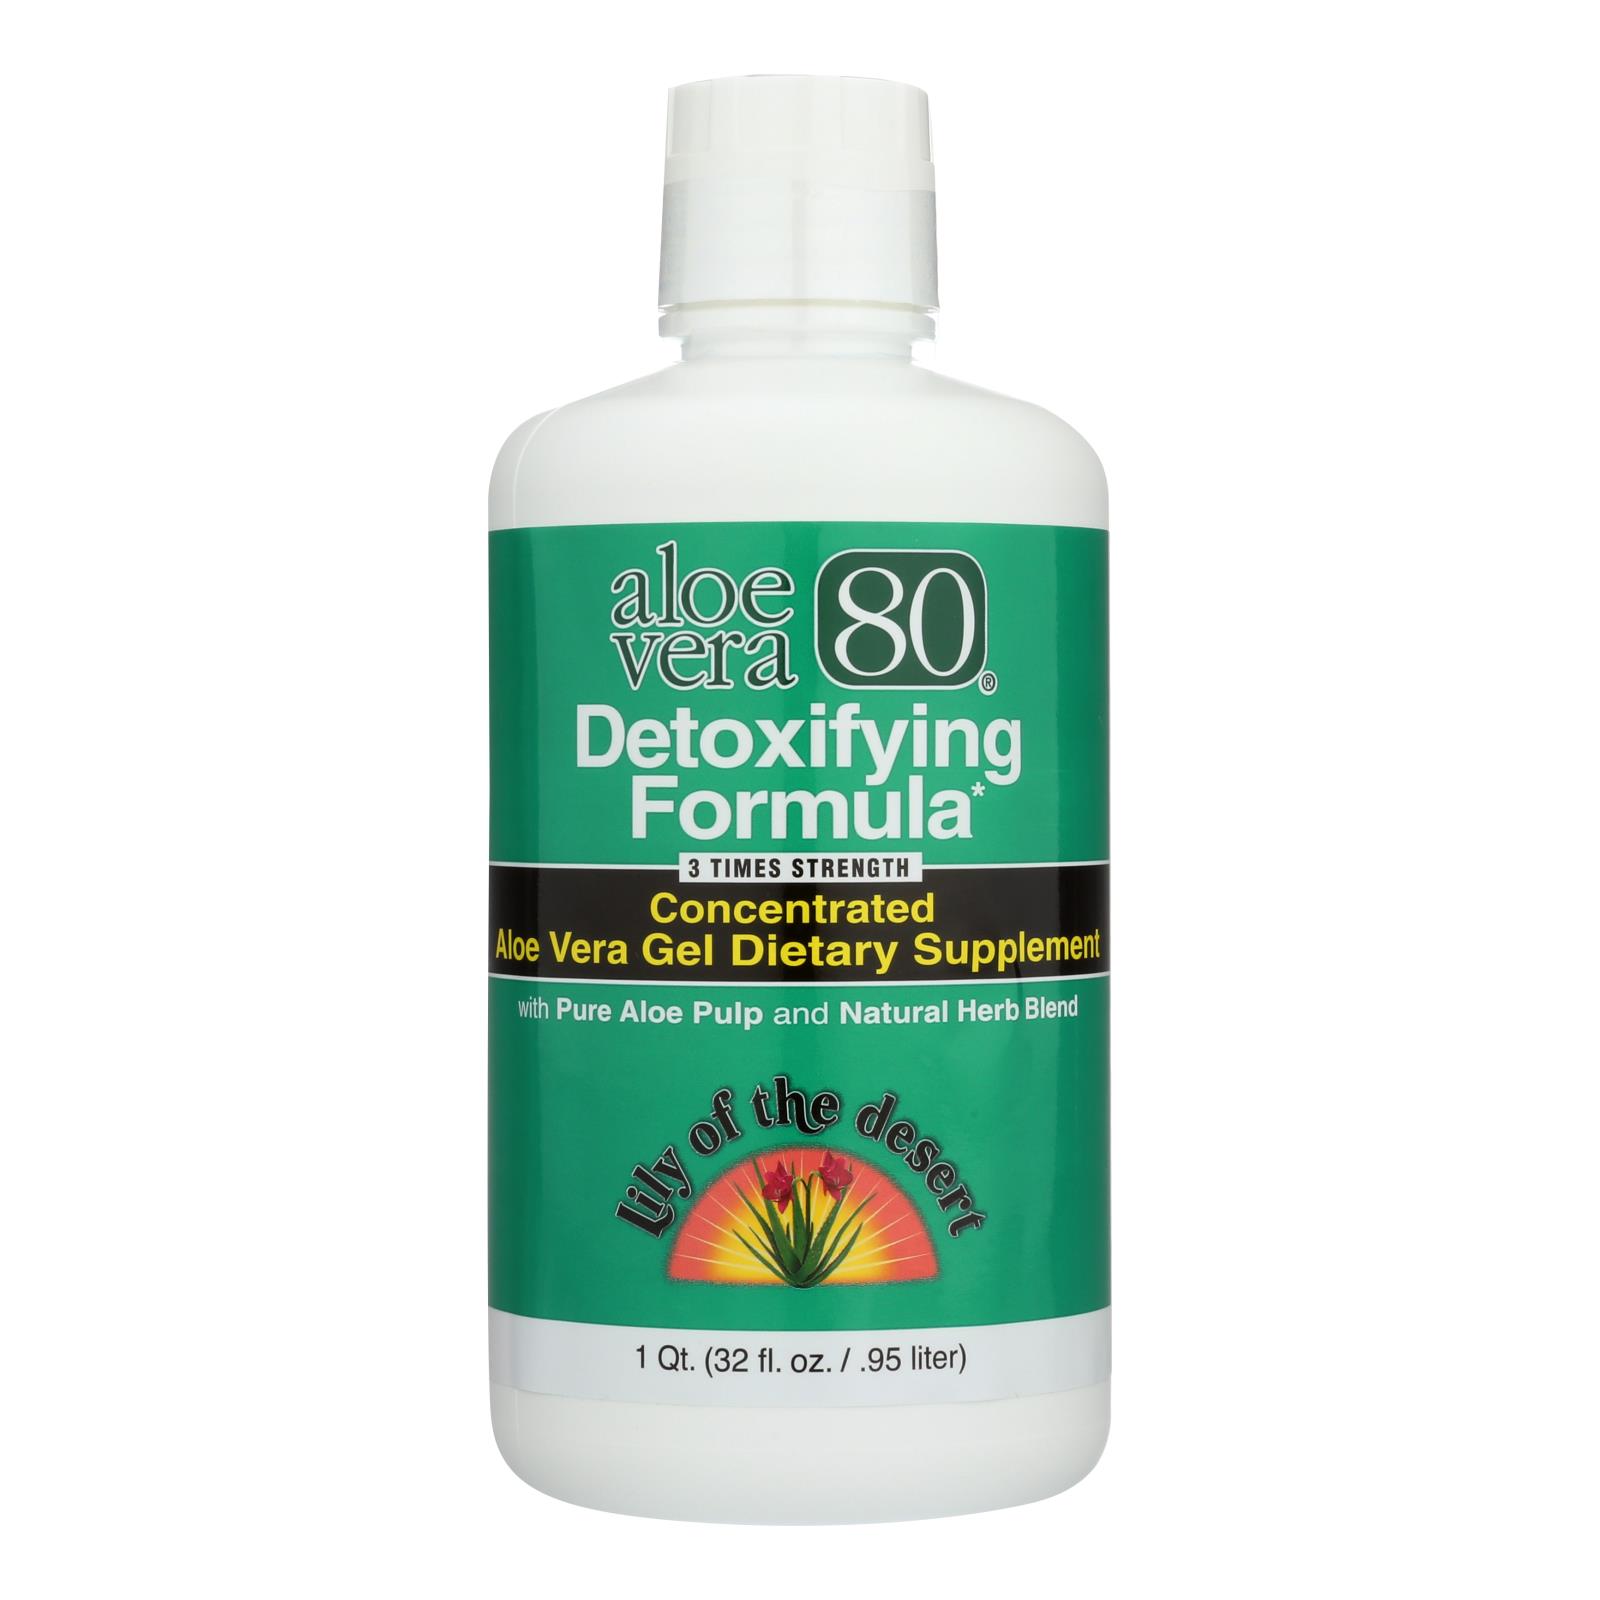 aloe
vera 80®
Detoxifying
Formula*
3 TIMES STRENGTH
Concentrated
Aloe Vera Gel Dietary Supplement
with Pure Aloe Pulp and Natural Herb Blend
Lily of the desert
1 Qt. (32 fl. oz. / .95 liter)